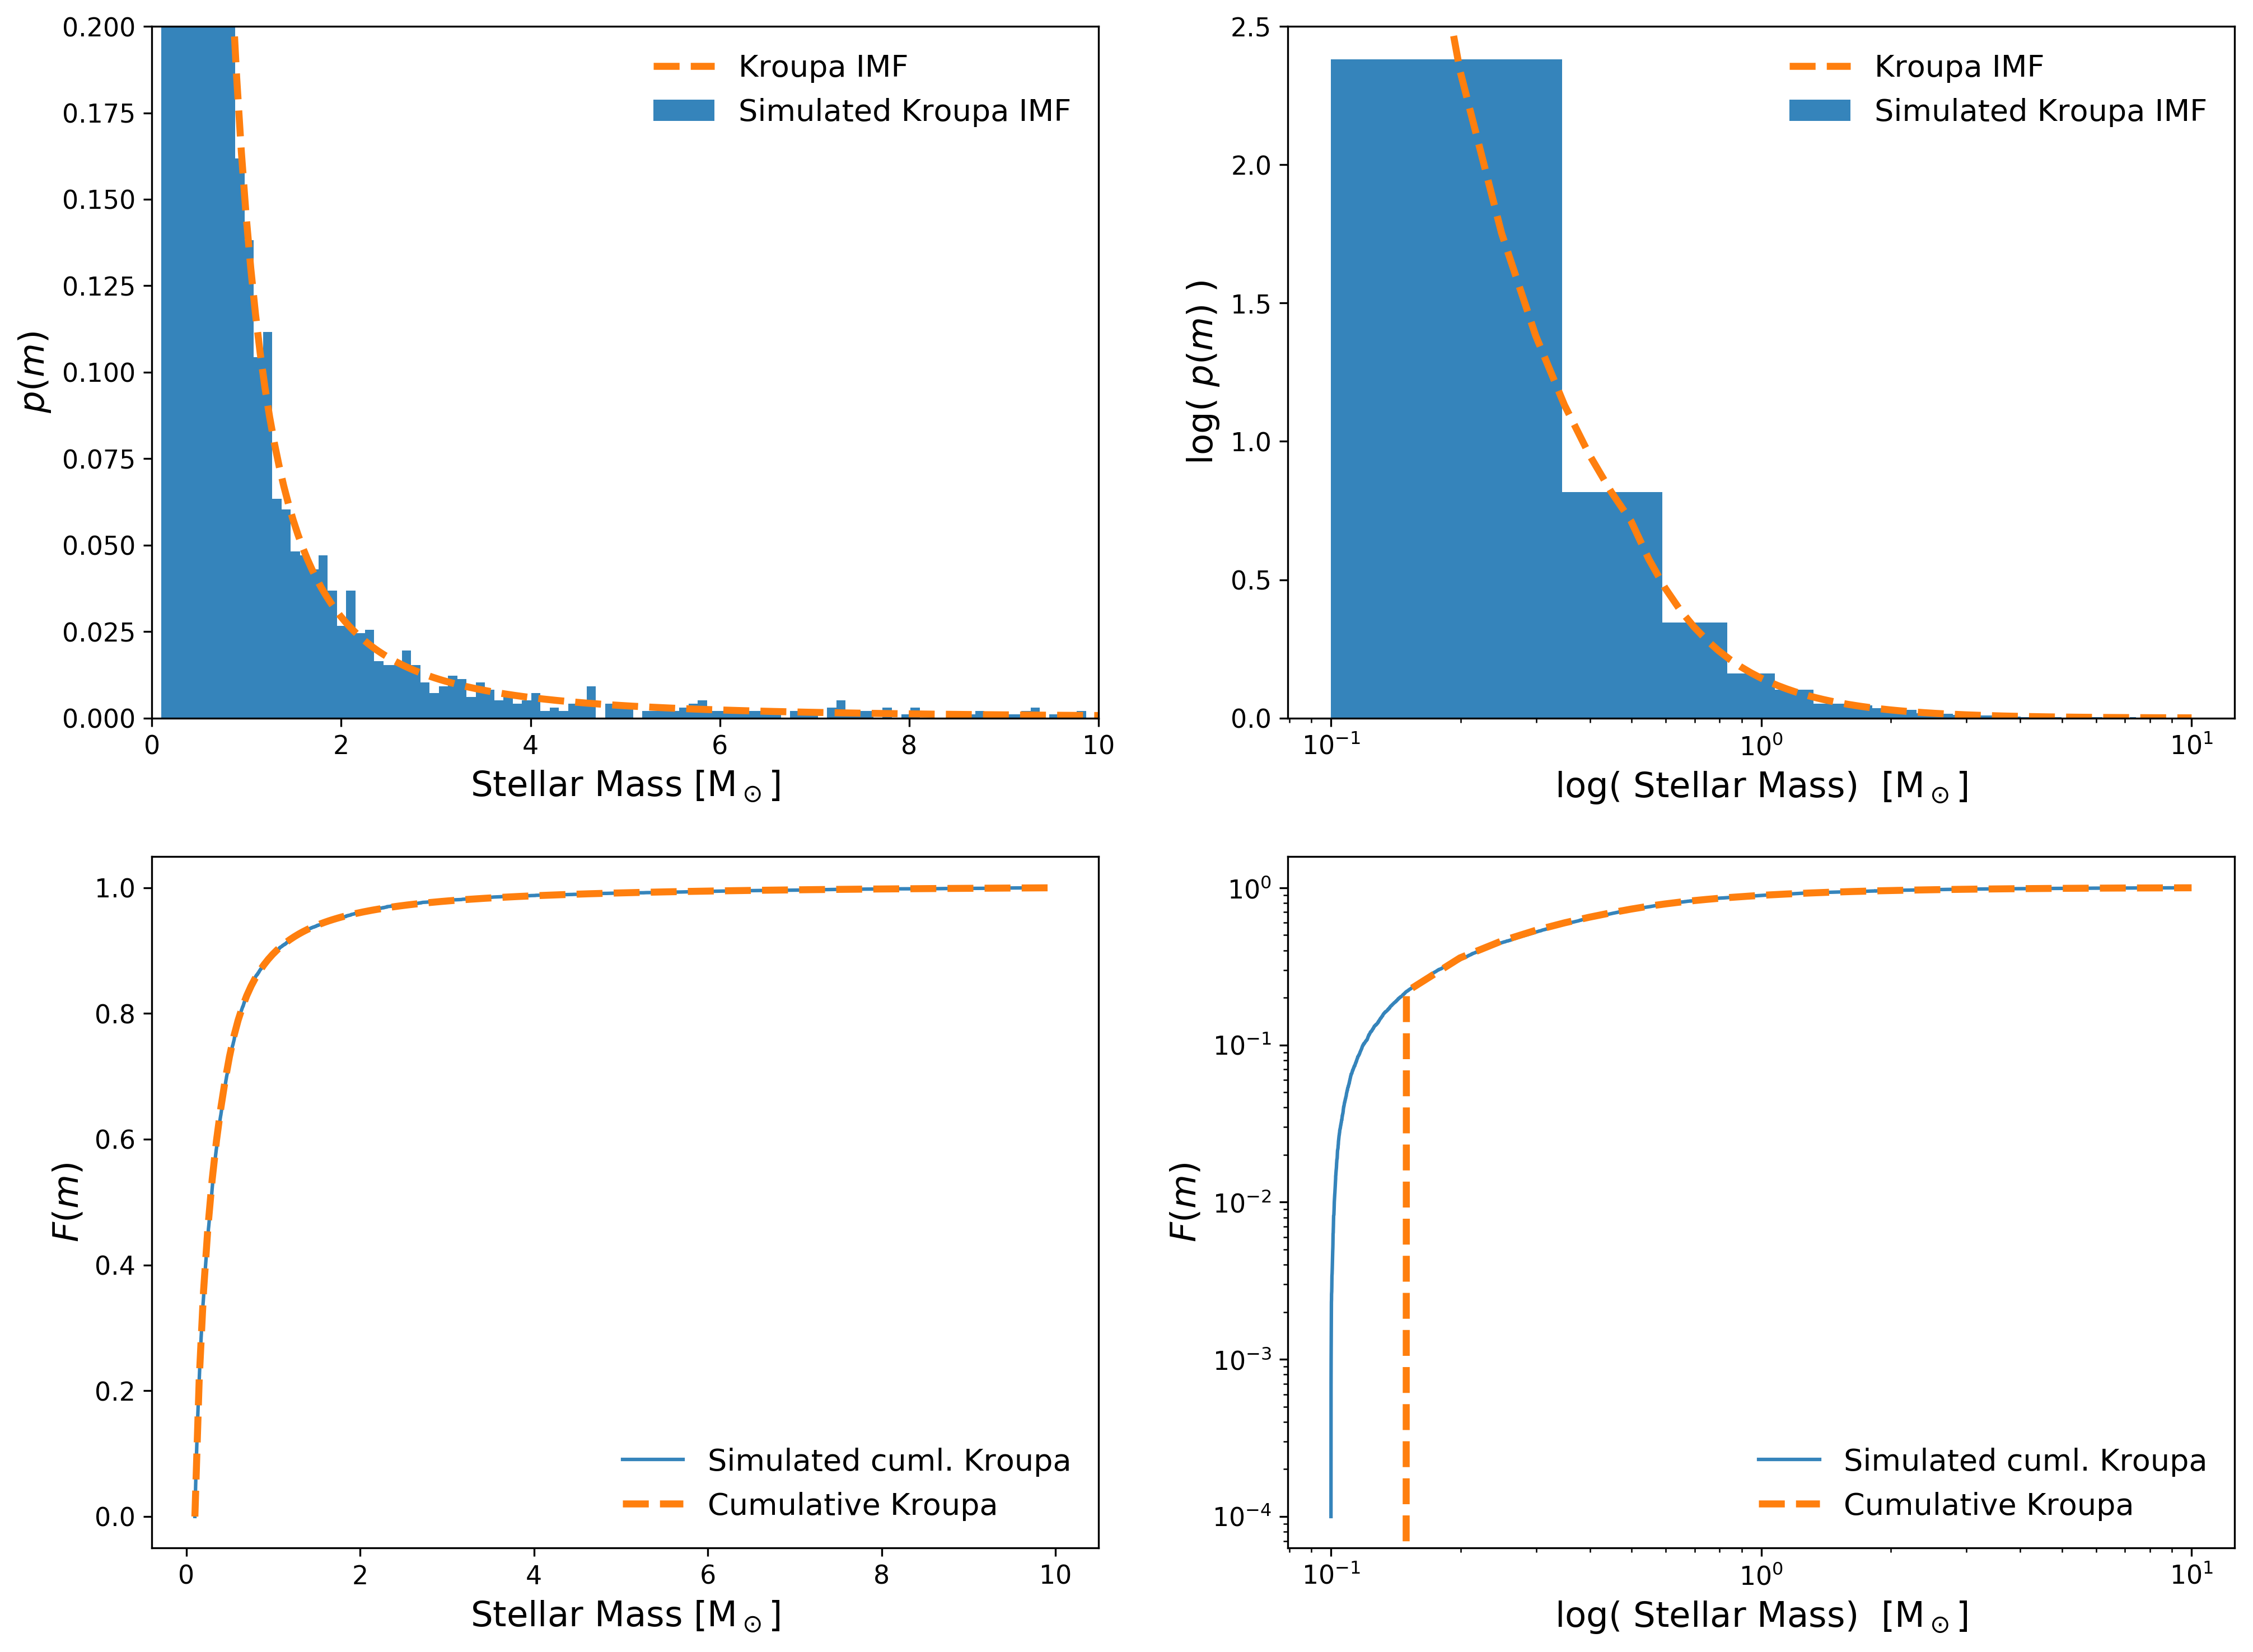 0.200
0.175
0.150
0.125
0.100
0.075
0.050
0.025
0.000
p(m)
0 2 4 6 8 10
Stellar Mass [M⊙]
Kroupa IMF
Simulated Kroupa IMF
2.5
2.0
1.5
1.0
0.5
0.0
log( p(m) )
10⁻¹ 10⁰ 10¹
log( Stellar Mass) [M⊙]
Kroupa IMF
Simulated Kroupa IMF
1.0
0.8
0.6
0.4
0.2
0.0
F(m)
0 2 4 6 8 10
Stellar Mass [M⊙]
Simulated cuml. Kroupa
Cumulative Kroupa
10⁰
10⁻¹
10⁻²
10⁻³
10⁻⁴
F(m)
10⁻¹ 10⁰ 10¹
log( Stellar Mass) [M⊙]
Simulated cuml. Kroupa
Cumulative Kroupa